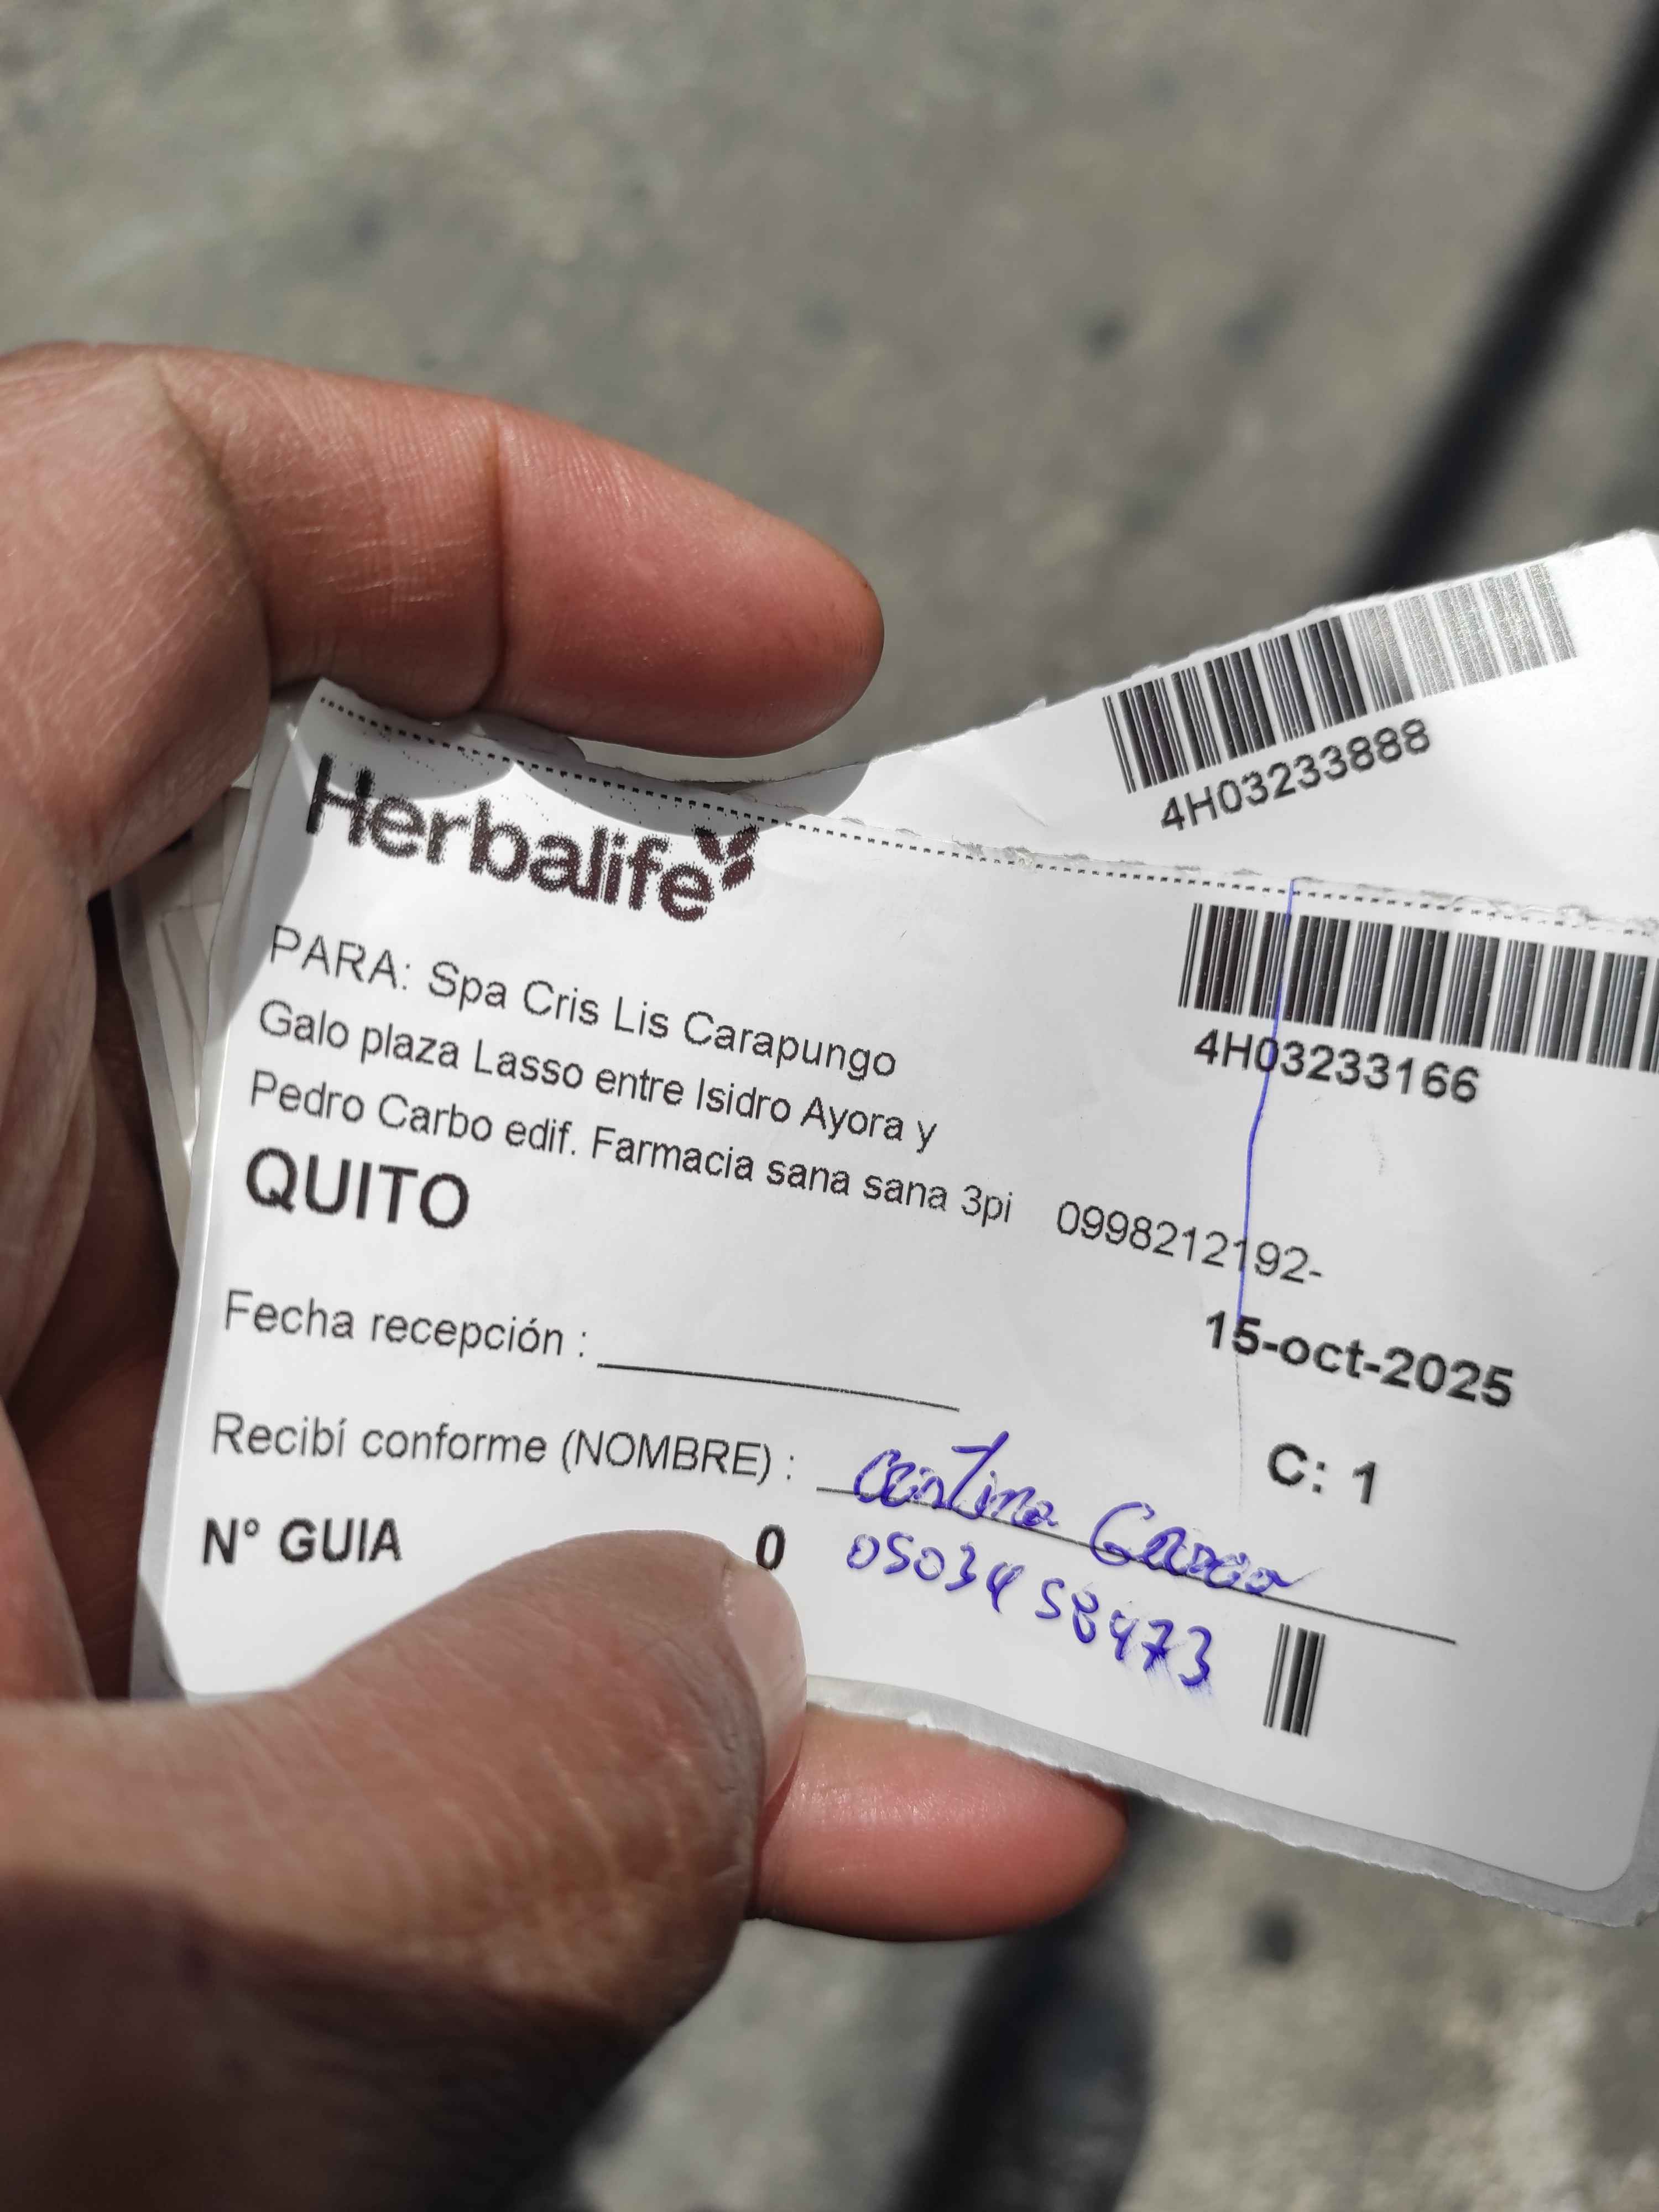 4H03233888
Herbalife
4H03233166
PARA: Spa Cris Lis Carapungo
Galo plaza Lasso entre Isidro Ayora y
Pedro Carbo edif. Farmacia sana sana 3pi 0998212192-
QUITO
15-oct-2025
Fecha recepción : 
C: 1
Recibí conforme (NOMBRE) :
N° GUIA 0
0503458473